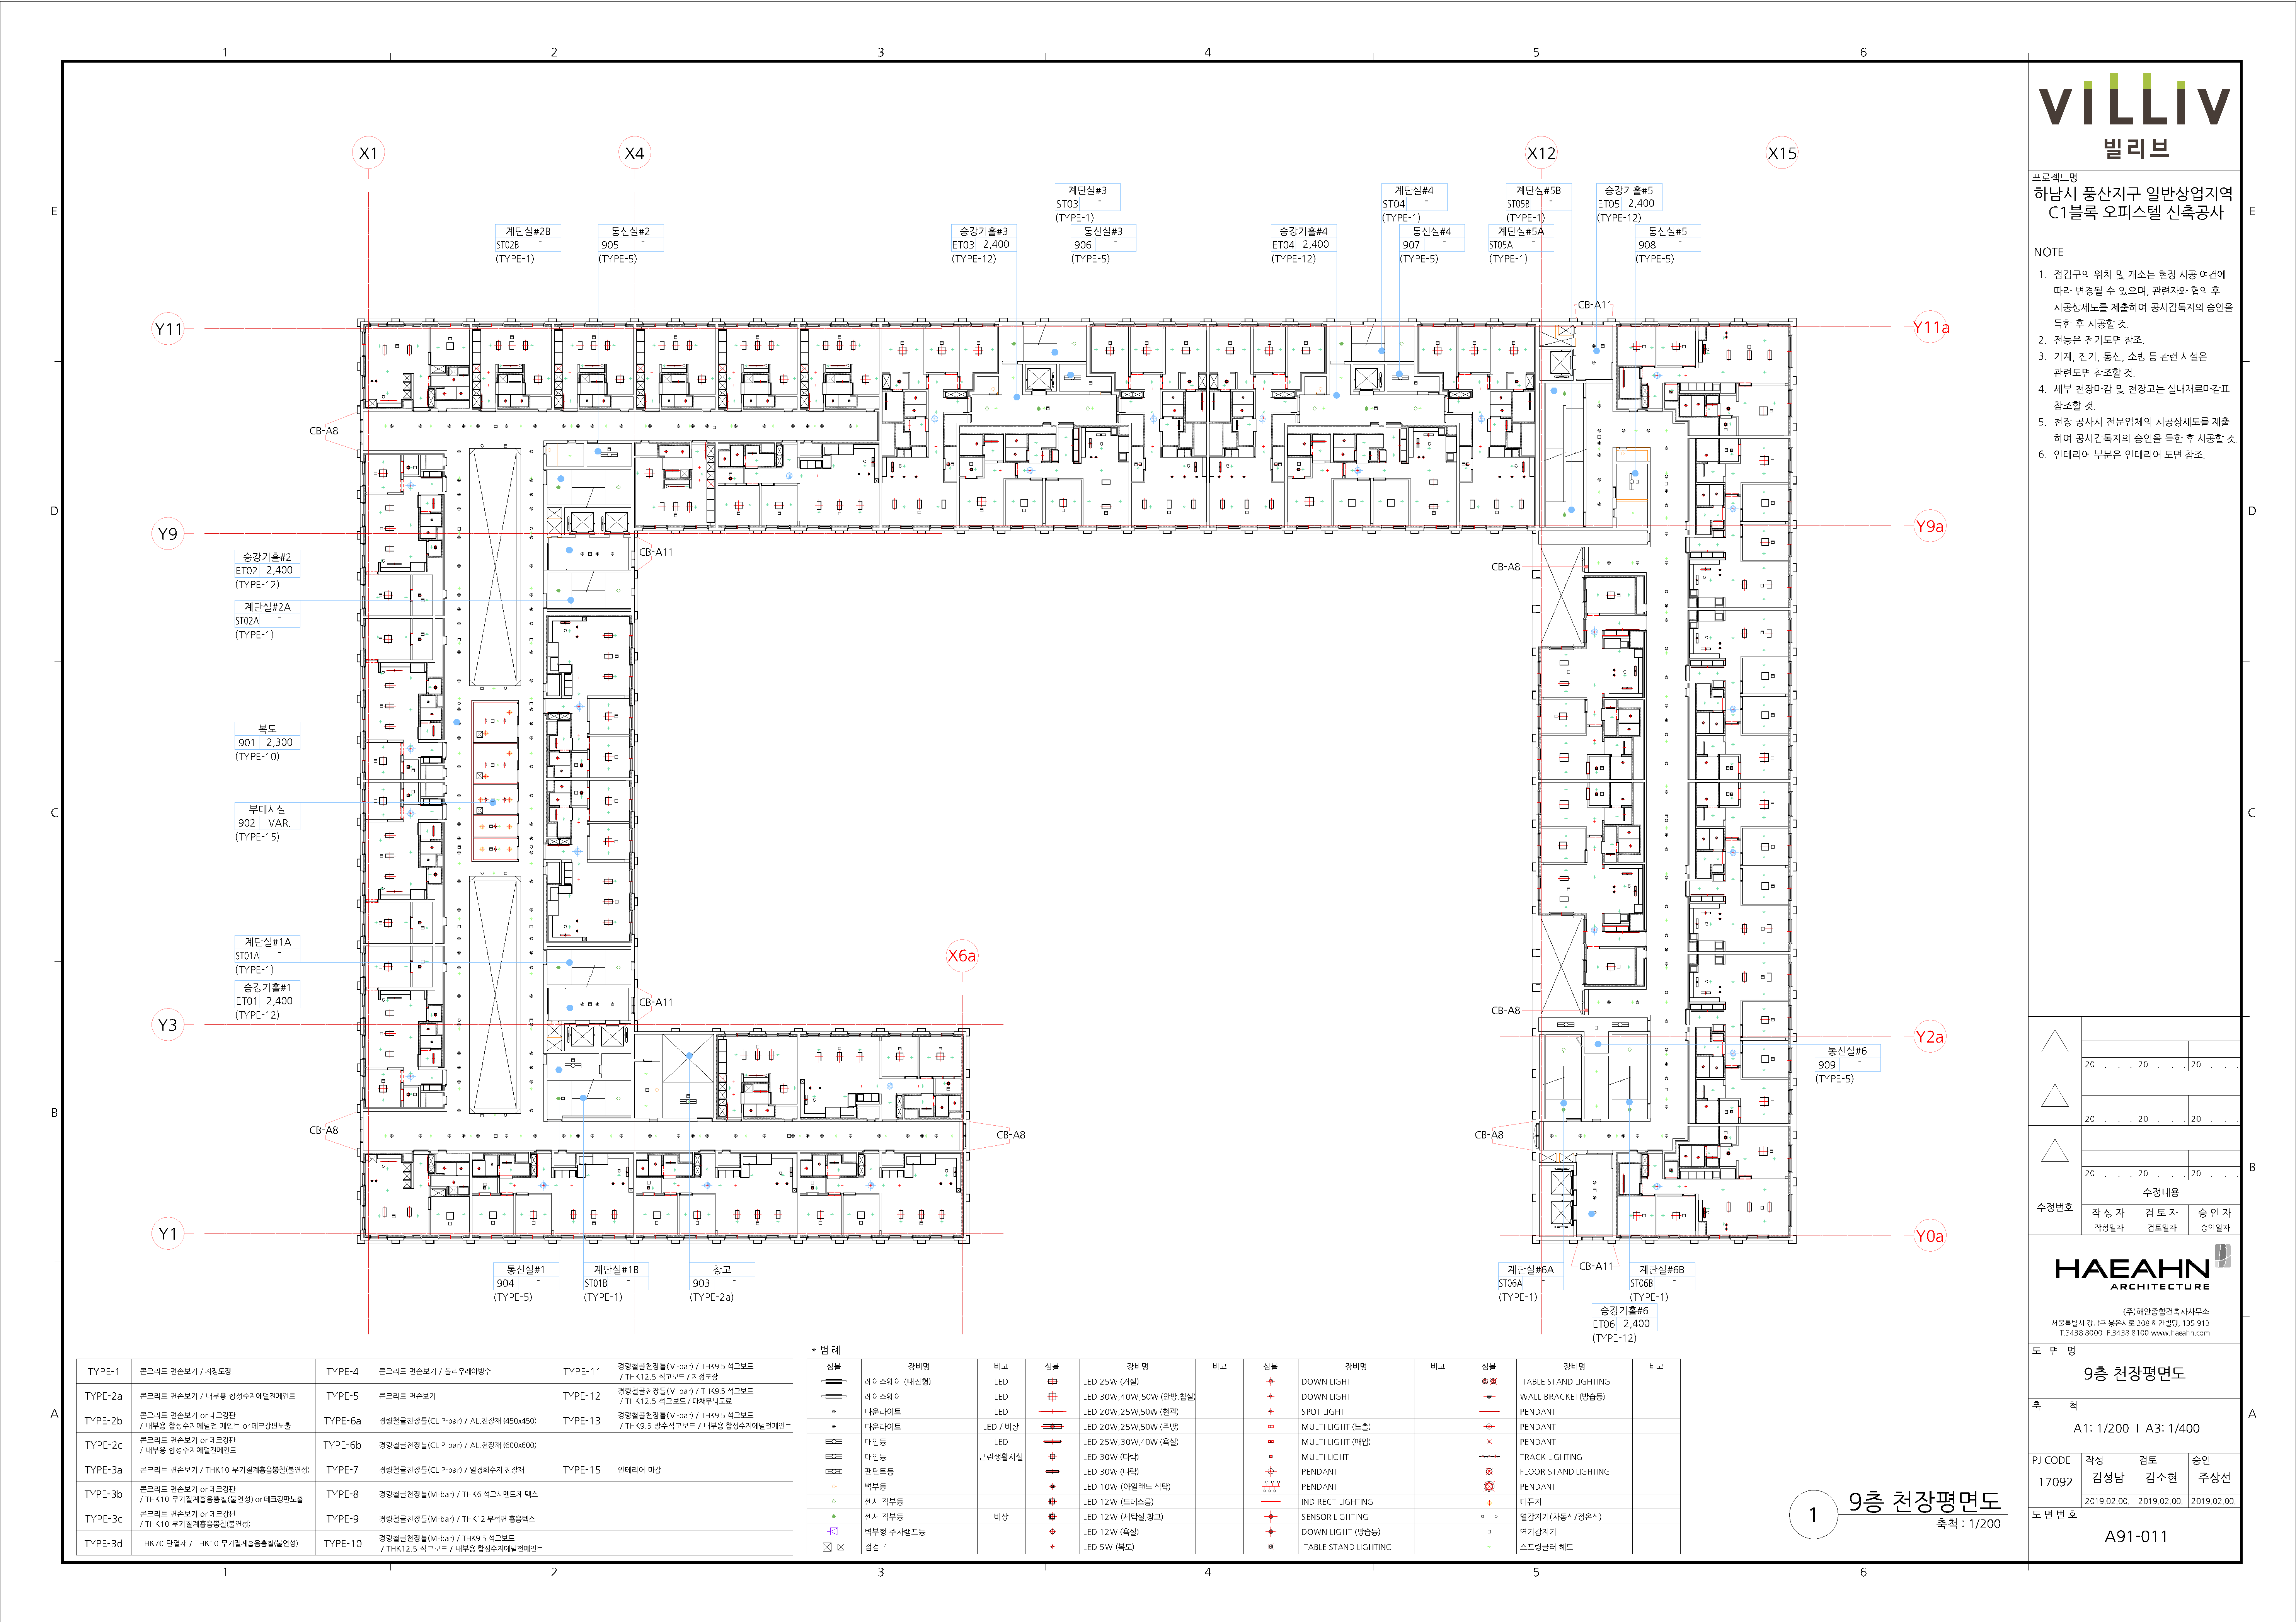 1 2 3 4 5 6
E
D
C
B
A
X1 X4 X12 X15
계단실#2B
ST02B -
(TYPE-1)
통신실#2
905 -
(TYPE-5)
승강기홀#3
ET03 2,400
(TYPE-12)
계단실#3
ST03 -
(TYPE-1)
통신실#3
906 -
(TYPE-5)
승강기홀#4
ET04 2,400
(TYPE-12)
계단실#4
ST04 -
(TYPE-1)
통신실#4
907 -
(TYPE-5)
계단실#5B
ST05B -
(TYPE-1)
계단실#5A
ST05A -
(TYPE-1)
승강기홀#5
ET05 2,400
(TYPE-12)
통신실#5
908 -
(TYPE-5)
CB-A11
Y11 Y11a
CB-A8
Y9 Y9a
승강기홀#2
ET02 2,400
(TYPE-12)
CB-A11
CB-A8
계단실#2A
ST02A -
(TYPE-1)
복도
901 2,300
(TYPE-10)
부대시설
902 VAR.
(TYPE-15)
계단실#1A
ST01A -
(TYPE-1)
X6a
승강기홀#1
ET01 2,400
(TYPE-12)
CB-A11
CB-A8
Y3 Y2a
통신실#6
909 -
(TYPE-5)
CB-A8
CB-A8
CB-A8
Y1 Y0a
통신실#1
904 -
(TYPE-5)
계단실#1B
ST01B -
(TYPE-1)
창고
903 -
(TYPE-2a)
계단실#6A
ST06A -
(TYPE-1)
CB-A11
계단실#6B
ST06B -
(TYPE-1)
승강기홀#6
ET06 2,400
(TYPE-12)
TYPE-1 콘크리트 면손보기 / 지정도장
TYPE-2a 콘크리트 면손보기 / 내부용 합성수지에멀젼페인트
TYPE-2b 콘크리트 면손보기 or 데크강판
/ 내부용 합성수지에멀젼 페인트 or 데크강판노출
TYPE-2c 콘크리트 면손보기 or 데크강판
/ 내부용 합성수지에멀젼페인트
TYPE-3a 콘크리트 면손보기 / THK10 무기질계흡음뿜칠(불연성)
TYPE-3b 콘크리트 면손보기 or 데크강판
/ THK10 무기질계흡음뿜칠(불연성) or 데크강판노출
TYPE-3c 콘크리트 면손보기 or 데크강판
/ THK10 무기질계흡음뿜칠(불연성)
TYPE-3d THK70 단열재 / THK10 무기질계흡음뿜칠(불연성)
TYPE-4 콘크리트 면손보기 / 폴리우레아방수
TYPE-5 콘크리트 면손보기
TYPE-6a 경량철골천장틀(CLIP-bar) / AL.천장재 (450x450)
TYPE-6b 경량철골천장틀(CLIP-bar) / AL.천장재 (600x600)
TYPE-7 경량철골천장틀(CLIP-bar) / 열경화수지 천장재
TYPE-8 경량철골천장틀(M-bar) / THK6 석고시멘트계 텍스
TYPE-9 경량철골천장틀(M-bar) / THK12 무석면 흡음텍스
TYPE-10 경량철골천장틀(M-bar) / THK9.5 석고보드
/ THK12.5 석고보드 / 내부용 합성수지에멀젼페인트
TYPE-11 경량철골천장틀(M-bar) / THK9.5 석고보드
/ THK12.5 석고보드 / 지정도장
TYPE-12 경량철골천장틀(M-bar) / THK9.5 석고보드
/ THK12.5 석고보드 / 다채무늬도료
TYPE-13 경량철골천장틀(M-bar) / THK9.5 석고보드
/ THK9.5 방수석고보드 / 내부용 합성수지에멀젼페인트
TYPE-15 인테리어 마감
* 범 례
심볼 장비명 비고 심볼 장비명 비고 심볼 장비명 비고 심볼 장비명 비고
레이스웨이 (내진형) LED LED 25W (거실) DOWN LIGHT TABLE STAND LIGHTING
레이스웨이 LED LED 30W,40W,50W (안방,침실) DOWN LIGHT WALL BRACKET(방습등)
다운라이트 LED LED 20W,25W,50W (현관) SPOT LIGHT PENDANT
다운라이트 LED / 비상 LED 20W,25W,50W (주방) MULTI LIGHT (노출) PENDANT
매입등 LED LED 25W,30W,40W (욕실) MULTI LIGHT (매입) PENDANT
매입등 근린생활시설 LED 30W (다락) MULTI LIGHT TRACK LIGHTING
팬던트등 LED 30W (다락) PENDANT FLOOR STAND LIGHTING
벽부등 LED 10W (아일랜드 식탁) PENDANT PENDANT
센서 직부등 LED 12W (드레스룸) INDIRECT LIGHTING 디퓨저
센서 직부등 비상 LED 12W (세탁실,창고) SENSOR LIGHTING 열감지기(차동식/정온식)
벽부형 주차램프등 LED 12W (욕실) DOWN LIGHT (방습등) 연기감지기
점검구 LED 5W (복도) TABLE STAND LIGHTING 스프링클러 헤드
1 9층 천장평면도
축척 : 1/200
VILLIV
빌리브
프로젝트명
하남시 풍산지구 일반상업지역
C1블록 오피스텔 신축공사
NOTE
1. 점검구의 위치 및 개소는 현장 시공 여건에
따라 변경될 수 있으며, 관련자와 협의 후
시공상세도를 제출하여 공사감독자의 승인을
득한 후 시공할 것.
2. 전등은 전기도면 참조.
3. 기계, 전기, 통신, 소방 등 관련 시설은
관련도면 참조할 것.
4. 세부 천장마감 및 천장고는 실내재료마감표
참조할 것.
5. 천장 공사시 전문업체의 시공상세도를 제출
하여 공사감독자의 승인을 득한 후 시공할 것.
6. 인테리어 부분은 인테리어 도면 참조.
20 . . . 20 . . . 20 . . .
20 . . . 20 . . . 20 . . .
20 . . . 20 . . . 20 . . .
수정번호 수정내용
작 성 자 검 토 자 승 인 자
작성일자 검토일자 승인일자
HAEAHN
ARCHITECTURE
(주)해안종합건축사사무소
서울특별시 강남구 봉은사로 208 해안빌딩, 135-913
T.3438 8000 F.3438 8100 www.haeahn.com
도 면 명
9층 천장평면도
축 척
A1: 1/200 I A3: 1/400
PJ CODE 작성 검토 승인
17092 김성남 김소현 주상선
2019.02.00. 2019.02.00. 2019.02.00.
도 면 번 호
A91-011
E
D
C
B
A
1 2 3 4 5 6